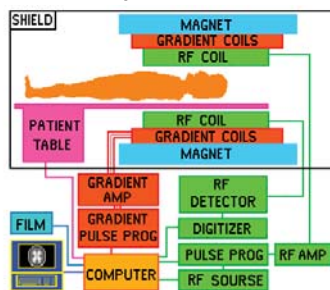 SHIELD
MAGNET
GRADIENT COILS
RF COIL
PATIENT
TABLE
RF COIL
GRADIENT COILS
MAGNET
GRADIENT
AMP
RF
DETECTOR
GRADIENT
PULSE PROG
DIGITIZER
FILM
COMPUTER
PULSE PROG
RF AMP
RF SOURSE